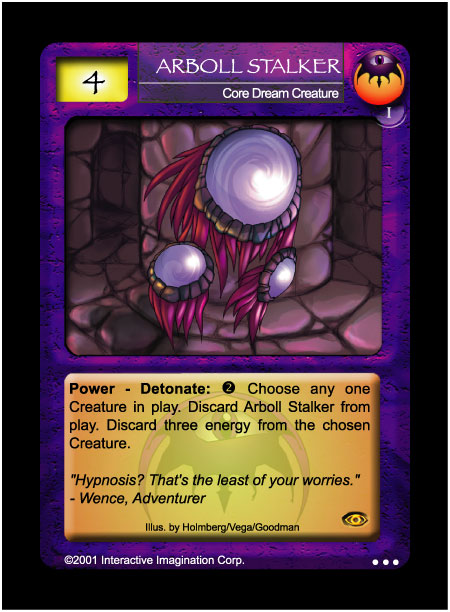 4
ARBOLL STALKER
Core Dream Creature
I
Power - Detonate: ❷ Choose any one
Creature in play. Discard Arboll Stalker from
play. Discard three energy from the chosen
Creature.
"Hypnosis? That's the least of your worries."
- Wence, Adventurer
Illus. by Holmberg/Vega/Goodman
©2001 Interactive Imagination Corp.